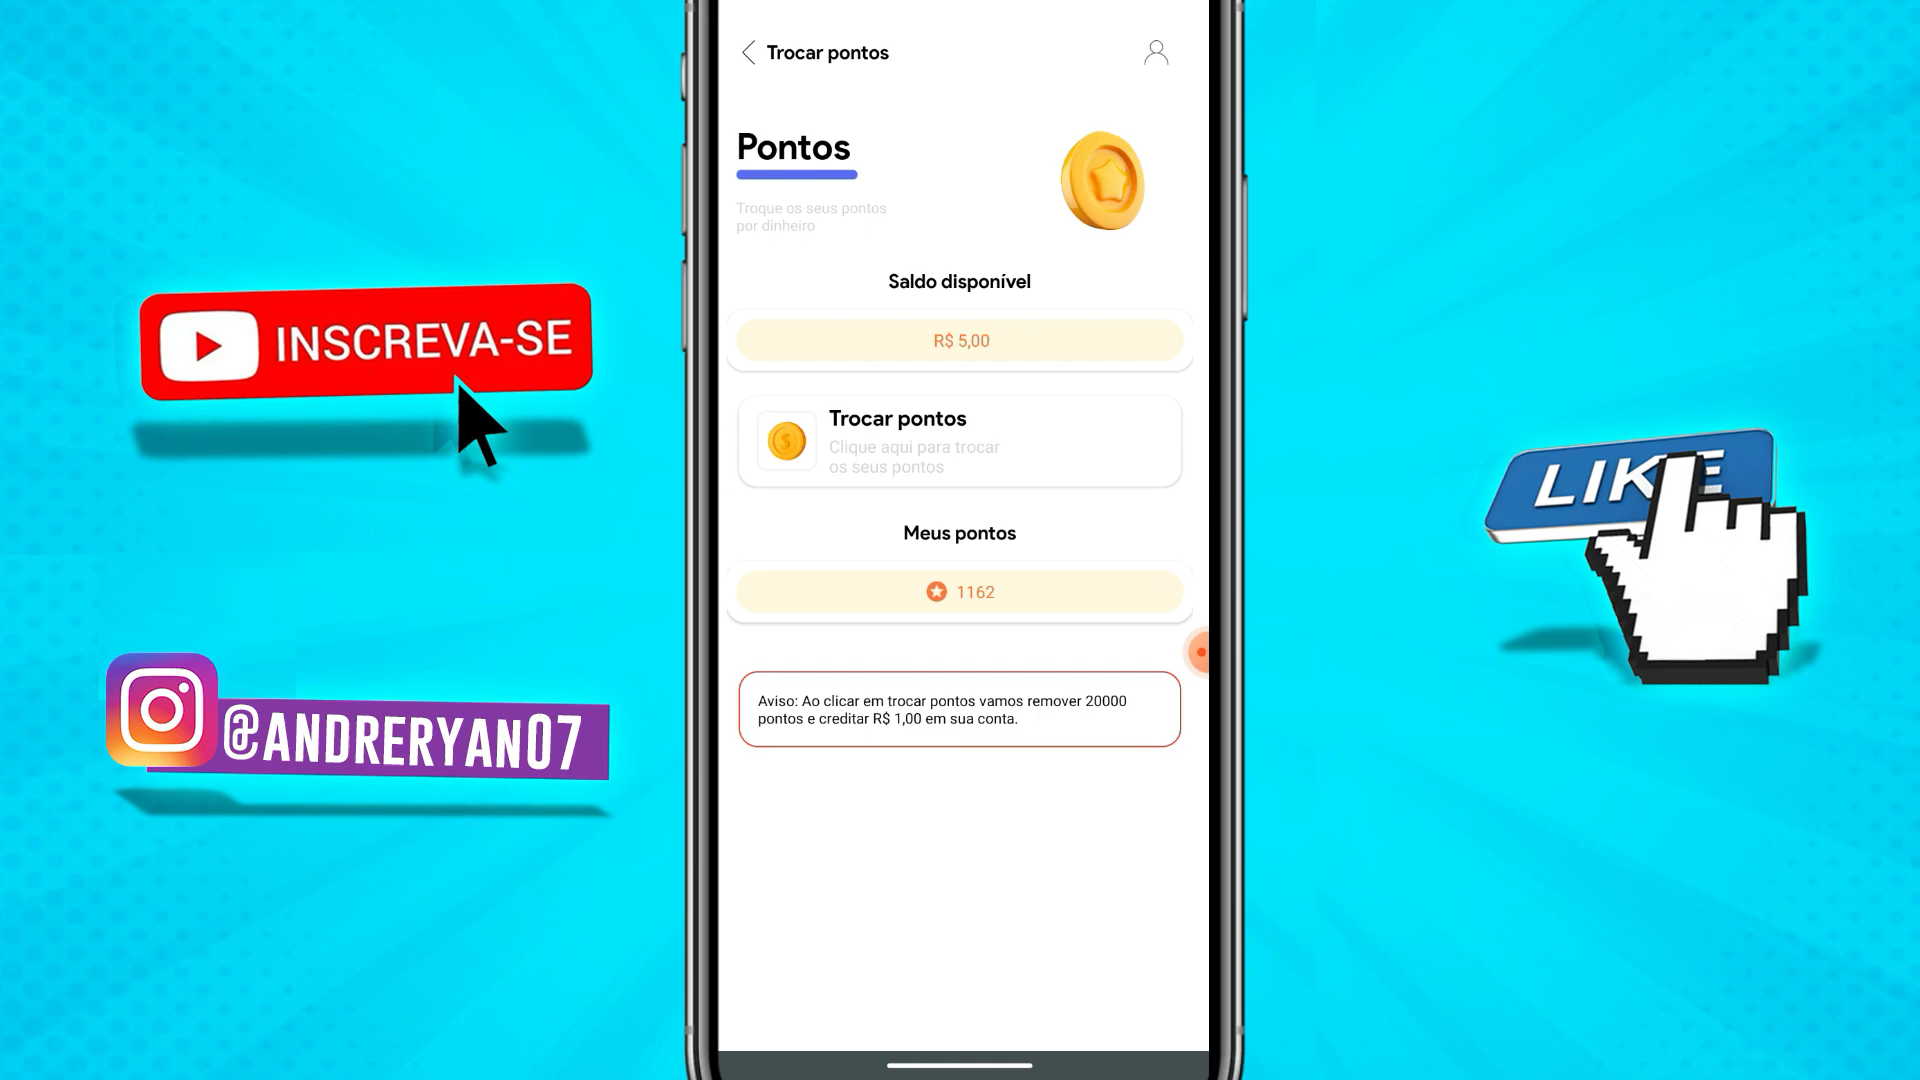 Trocar pontos
Pontos
Troque os seus pontos
por dinheiro
Saldo disponível
R$ 5,00
Trocar pontos
Clique aqui para trocar
os seus pontos
Meus pontos
1162
Aviso: Ao clicar em trocar pontos vamos remover 20000
pontos e creditar R$ 1,00 em sua conta.
INSCREVA-SE
@ANDRERYAN07
LIKE